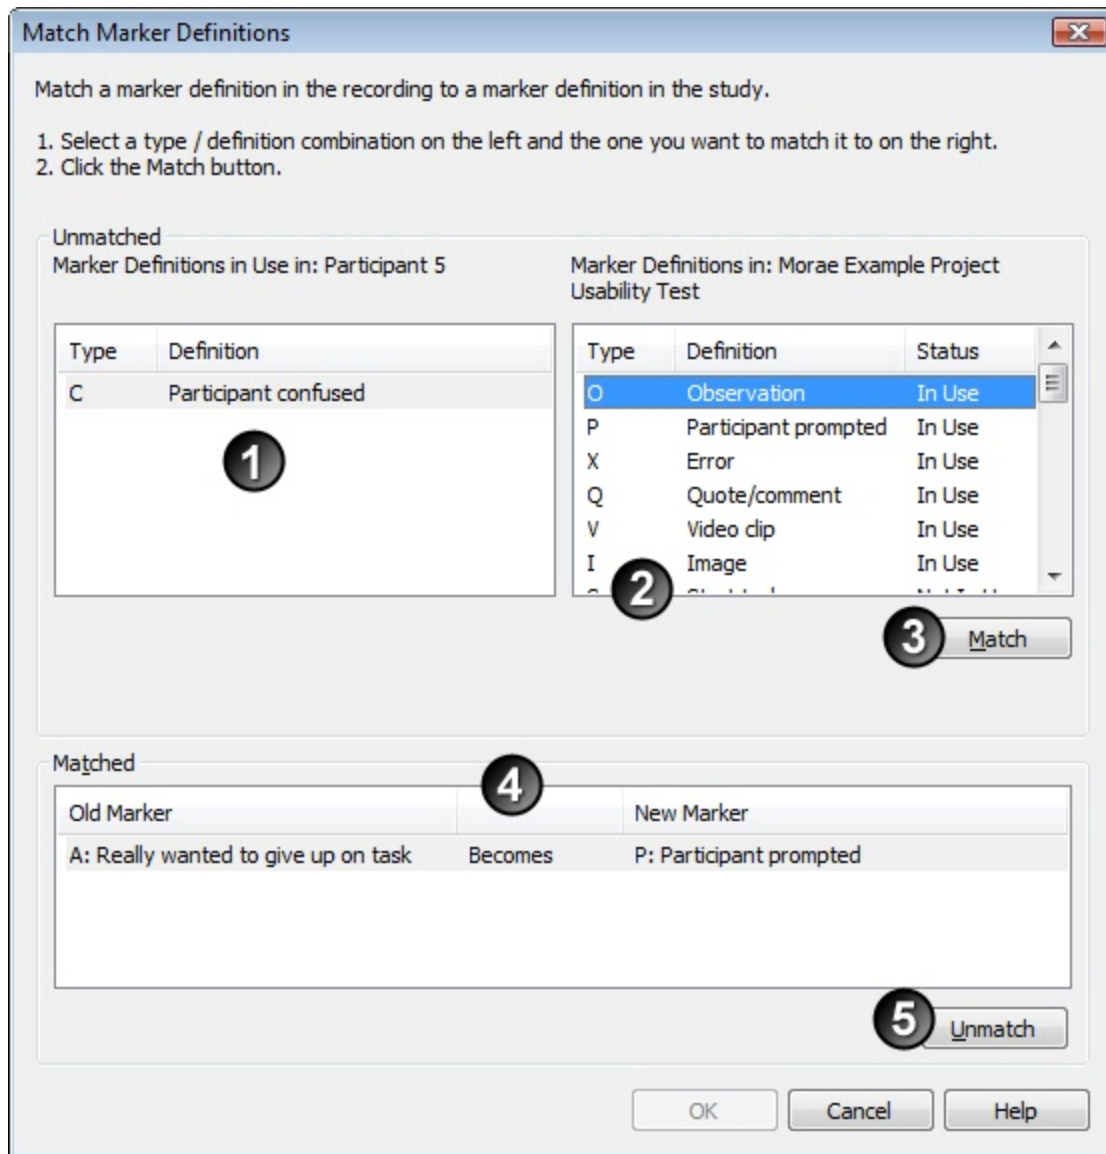 Match Marker Definitions
Match a marker definition in the recording to a marker definition in the study.
1. Select a type / definition combination on the left and the one you want to match it to on the right.
2. Click the Match button.
Unmatched
Marker Definitions in Use in: Participant 5
Marker Definitions in: Morae Example Project
Usability Test
Type Definition
C Participant confused
1
Type Definition Status
O Observation In Use
P Participant prompted In Use
X Error In Use
Q Quote/comment In Use
V Video clip In Use
I Image In Use
2
3 Match
Matched
4
Old Marker New Marker
A: Really wanted to give up on task Becomes P: Participant prompted
5 Unmatch
OK Cancel Help